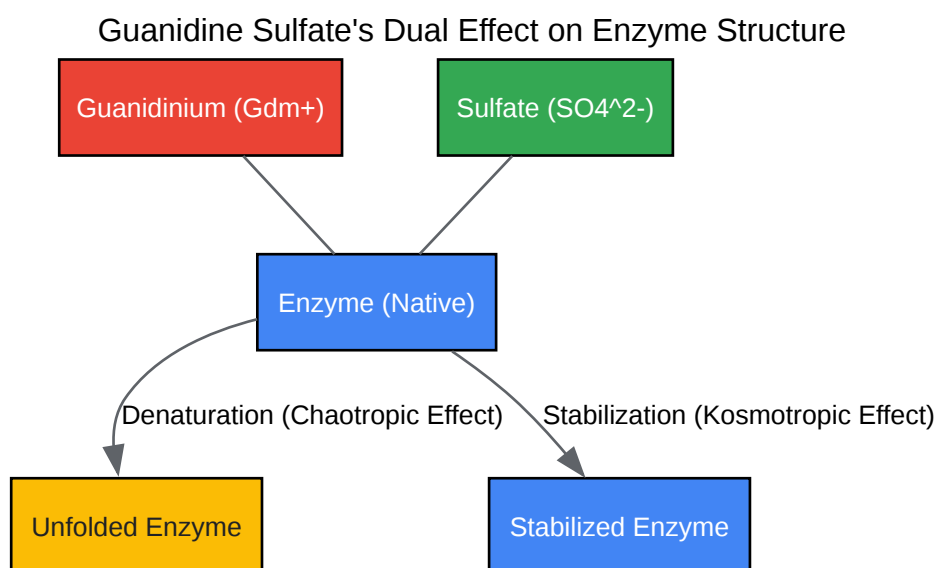 Guanidine Sulfate's Dual Effect on Enzyme Structure
Guanidinium (Gdm+)
Sulfate (SO4^2-)
Enzyme (Native)
Denaturation (Chaotropic Effect)
Stabilization (Kosmotropic Effect)
Unfolded Enzyme
Stabilized Enzyme